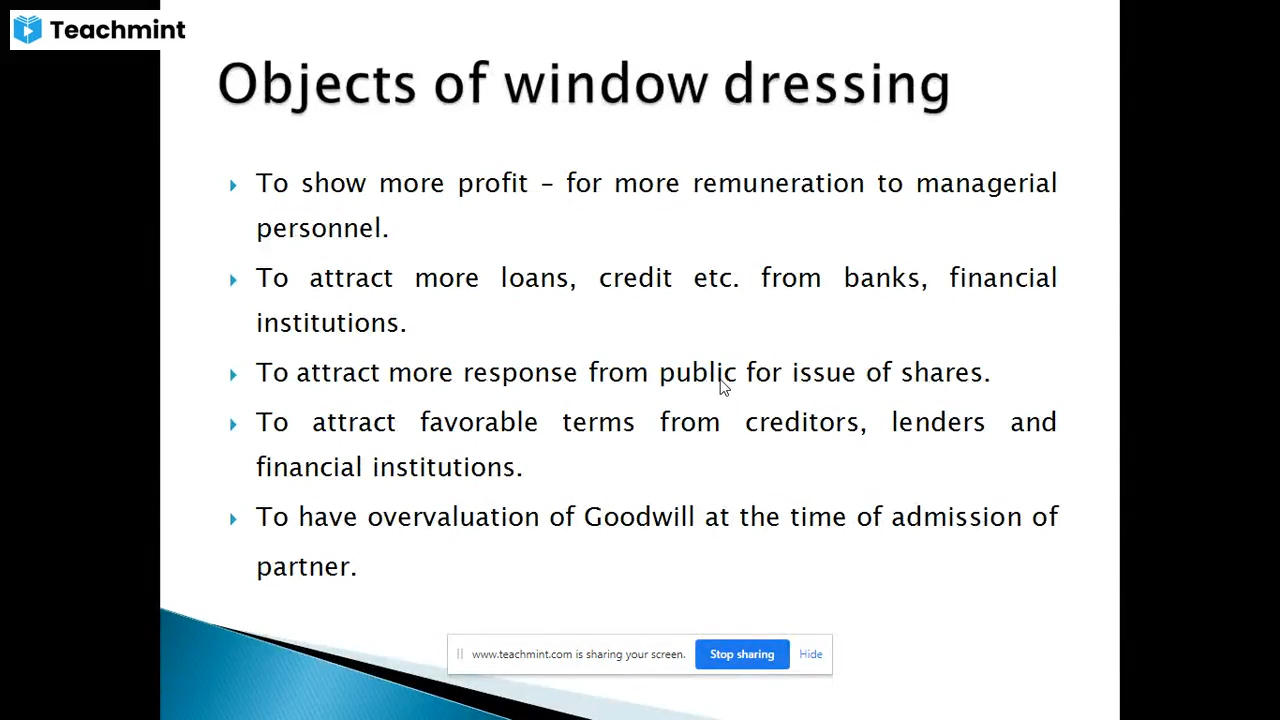 Teachmint
Objects of window dressing
To show more profit – for more remuneration to managerial
personnel.
To attract more loans, credit etc. from banks, financial
institutions.
To attract more response from public for issue of shares.
To attract favorable terms from creditors, lenders and
financial institutions.
To have overvaluation of Goodwill at the time of admission of
partner.
www.teachmint.com is sharing your screen. Stop sharing Hide